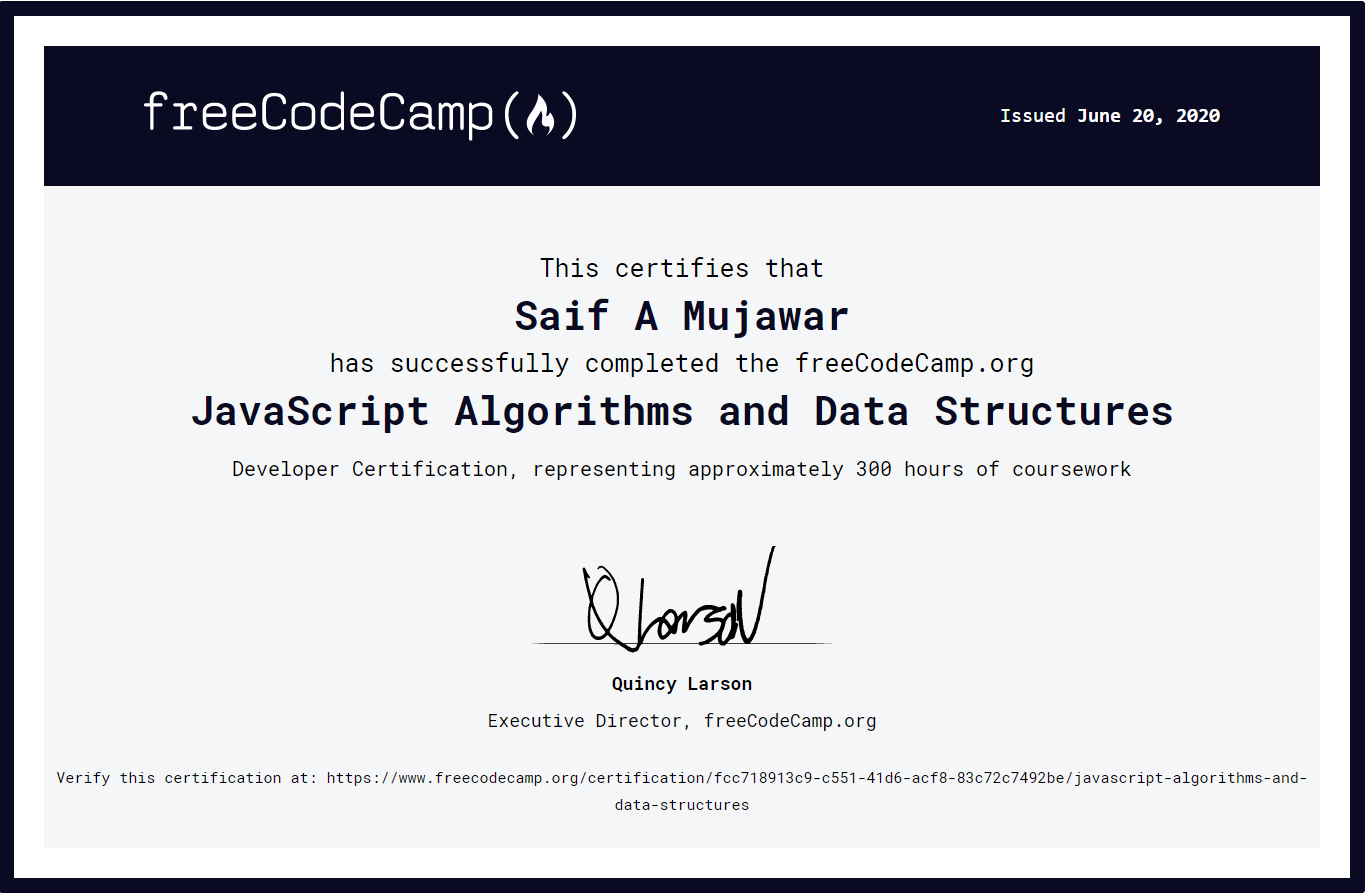 freeCodeCamp
Issued June 20, 2020
This certifies that
Saif A Mujawar
has successfully completed the freeCodeCamp.org
JavaScript Algorithms and Data Structures
Developer Certification, representing approximately 300 hours of coursework
Q Larson
Quincy Larson
Executive Director, freeCodeCamp.org
Verify this certification at: https://www.freecodecamp.org/certification/fcc718913c9-c551-41d6-acf8-83c72c7492be/javascript-algorithms-and-
data-structures